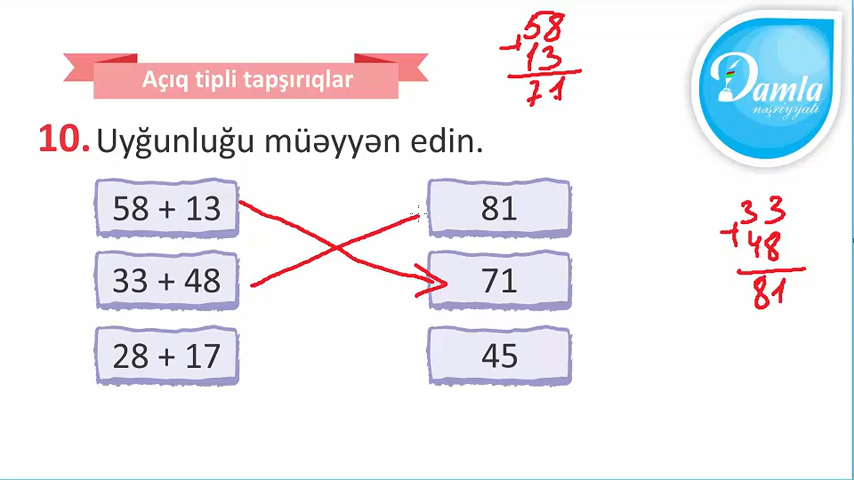 58
+ 13
71
Açıq tipli tapşırıqlar
Damla
nəşriyyatı
10. Uyğunluğu müəyyən edin.
58 + 13 81
33 + 48 71
28 + 17 45
33
+ 48
81